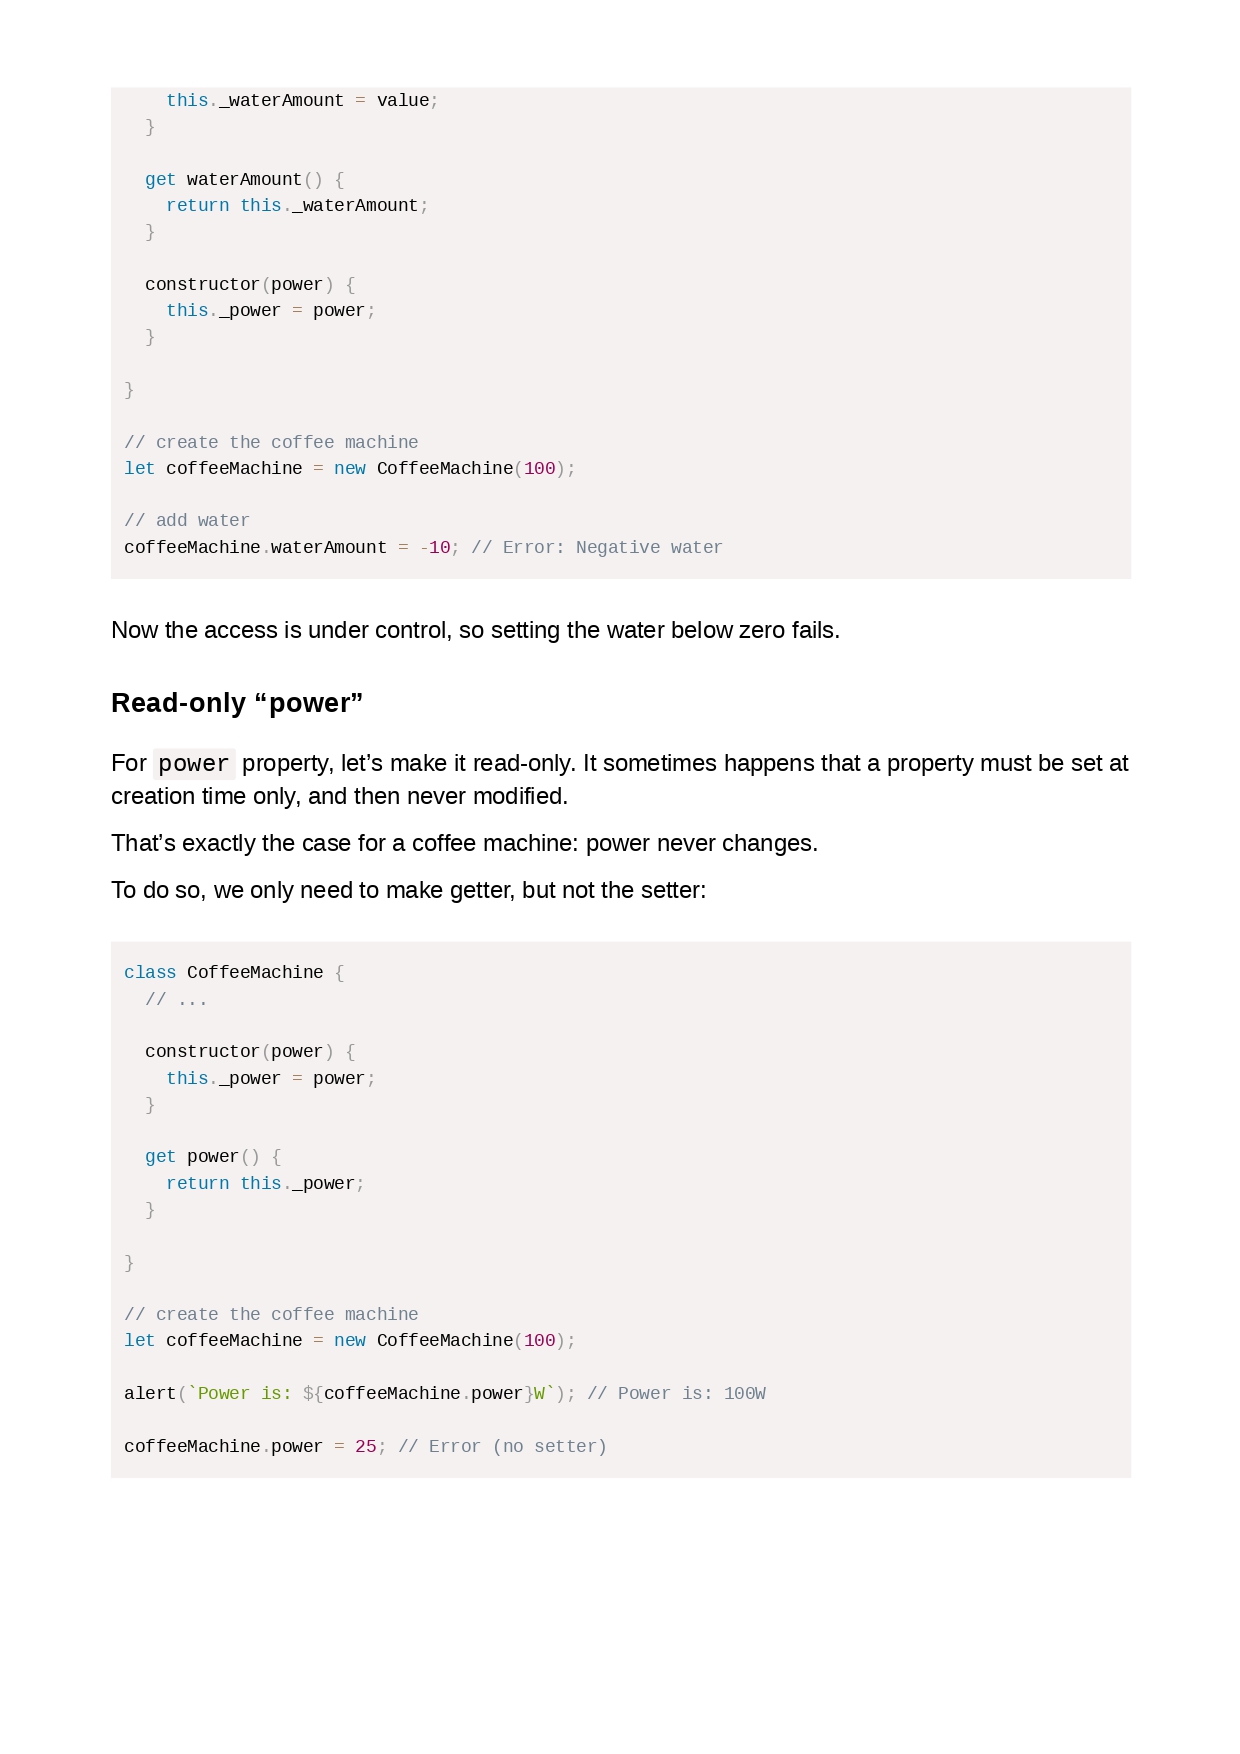 this._waterAmount = value;
}
get waterAmount() {
return this._waterAmount;
}
constructor(power) {
this._power = power;
}
}
// create the coffee machine
let coffeeMachine = new CoffeeMachine(100);
// add water
coffeeMachine.waterAmount = -10; // Error: Negative water
Now the access is under control, so setting the water below zero fails.
Read-only “power”
For power property, let’s make it read-only. It sometimes happens that a property must be set at
creation time only, and then never modified.
That’s exactly the case for a coffee machine: power never changes.
To do so, we only need to make getter, but not the setter:
class CoffeeMachine {
// ...
constructor(power) {
this._power = power;
}
get power() {
return this._power;
}
}
// create the coffee machine
let coffeeMachine = new CoffeeMachine(100);
alert(`Power is: ${coffeeMachine.power}W`); // Power is: 100W
coffeeMachine.power = 25; // Error (no setter)